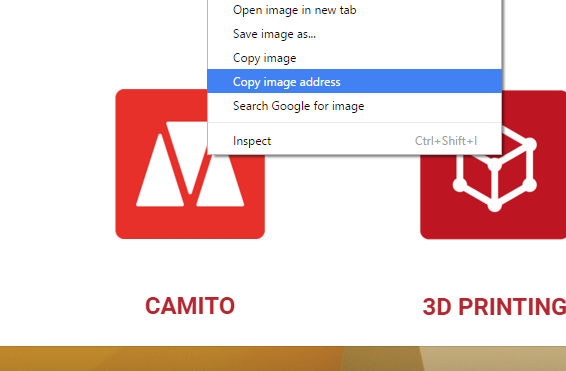 Open image in new tab
Save image as...
Copy image
Copy image address
Search Google for image
Inspect Ctrl+Shift+I
CAMITO
3D PRINTING